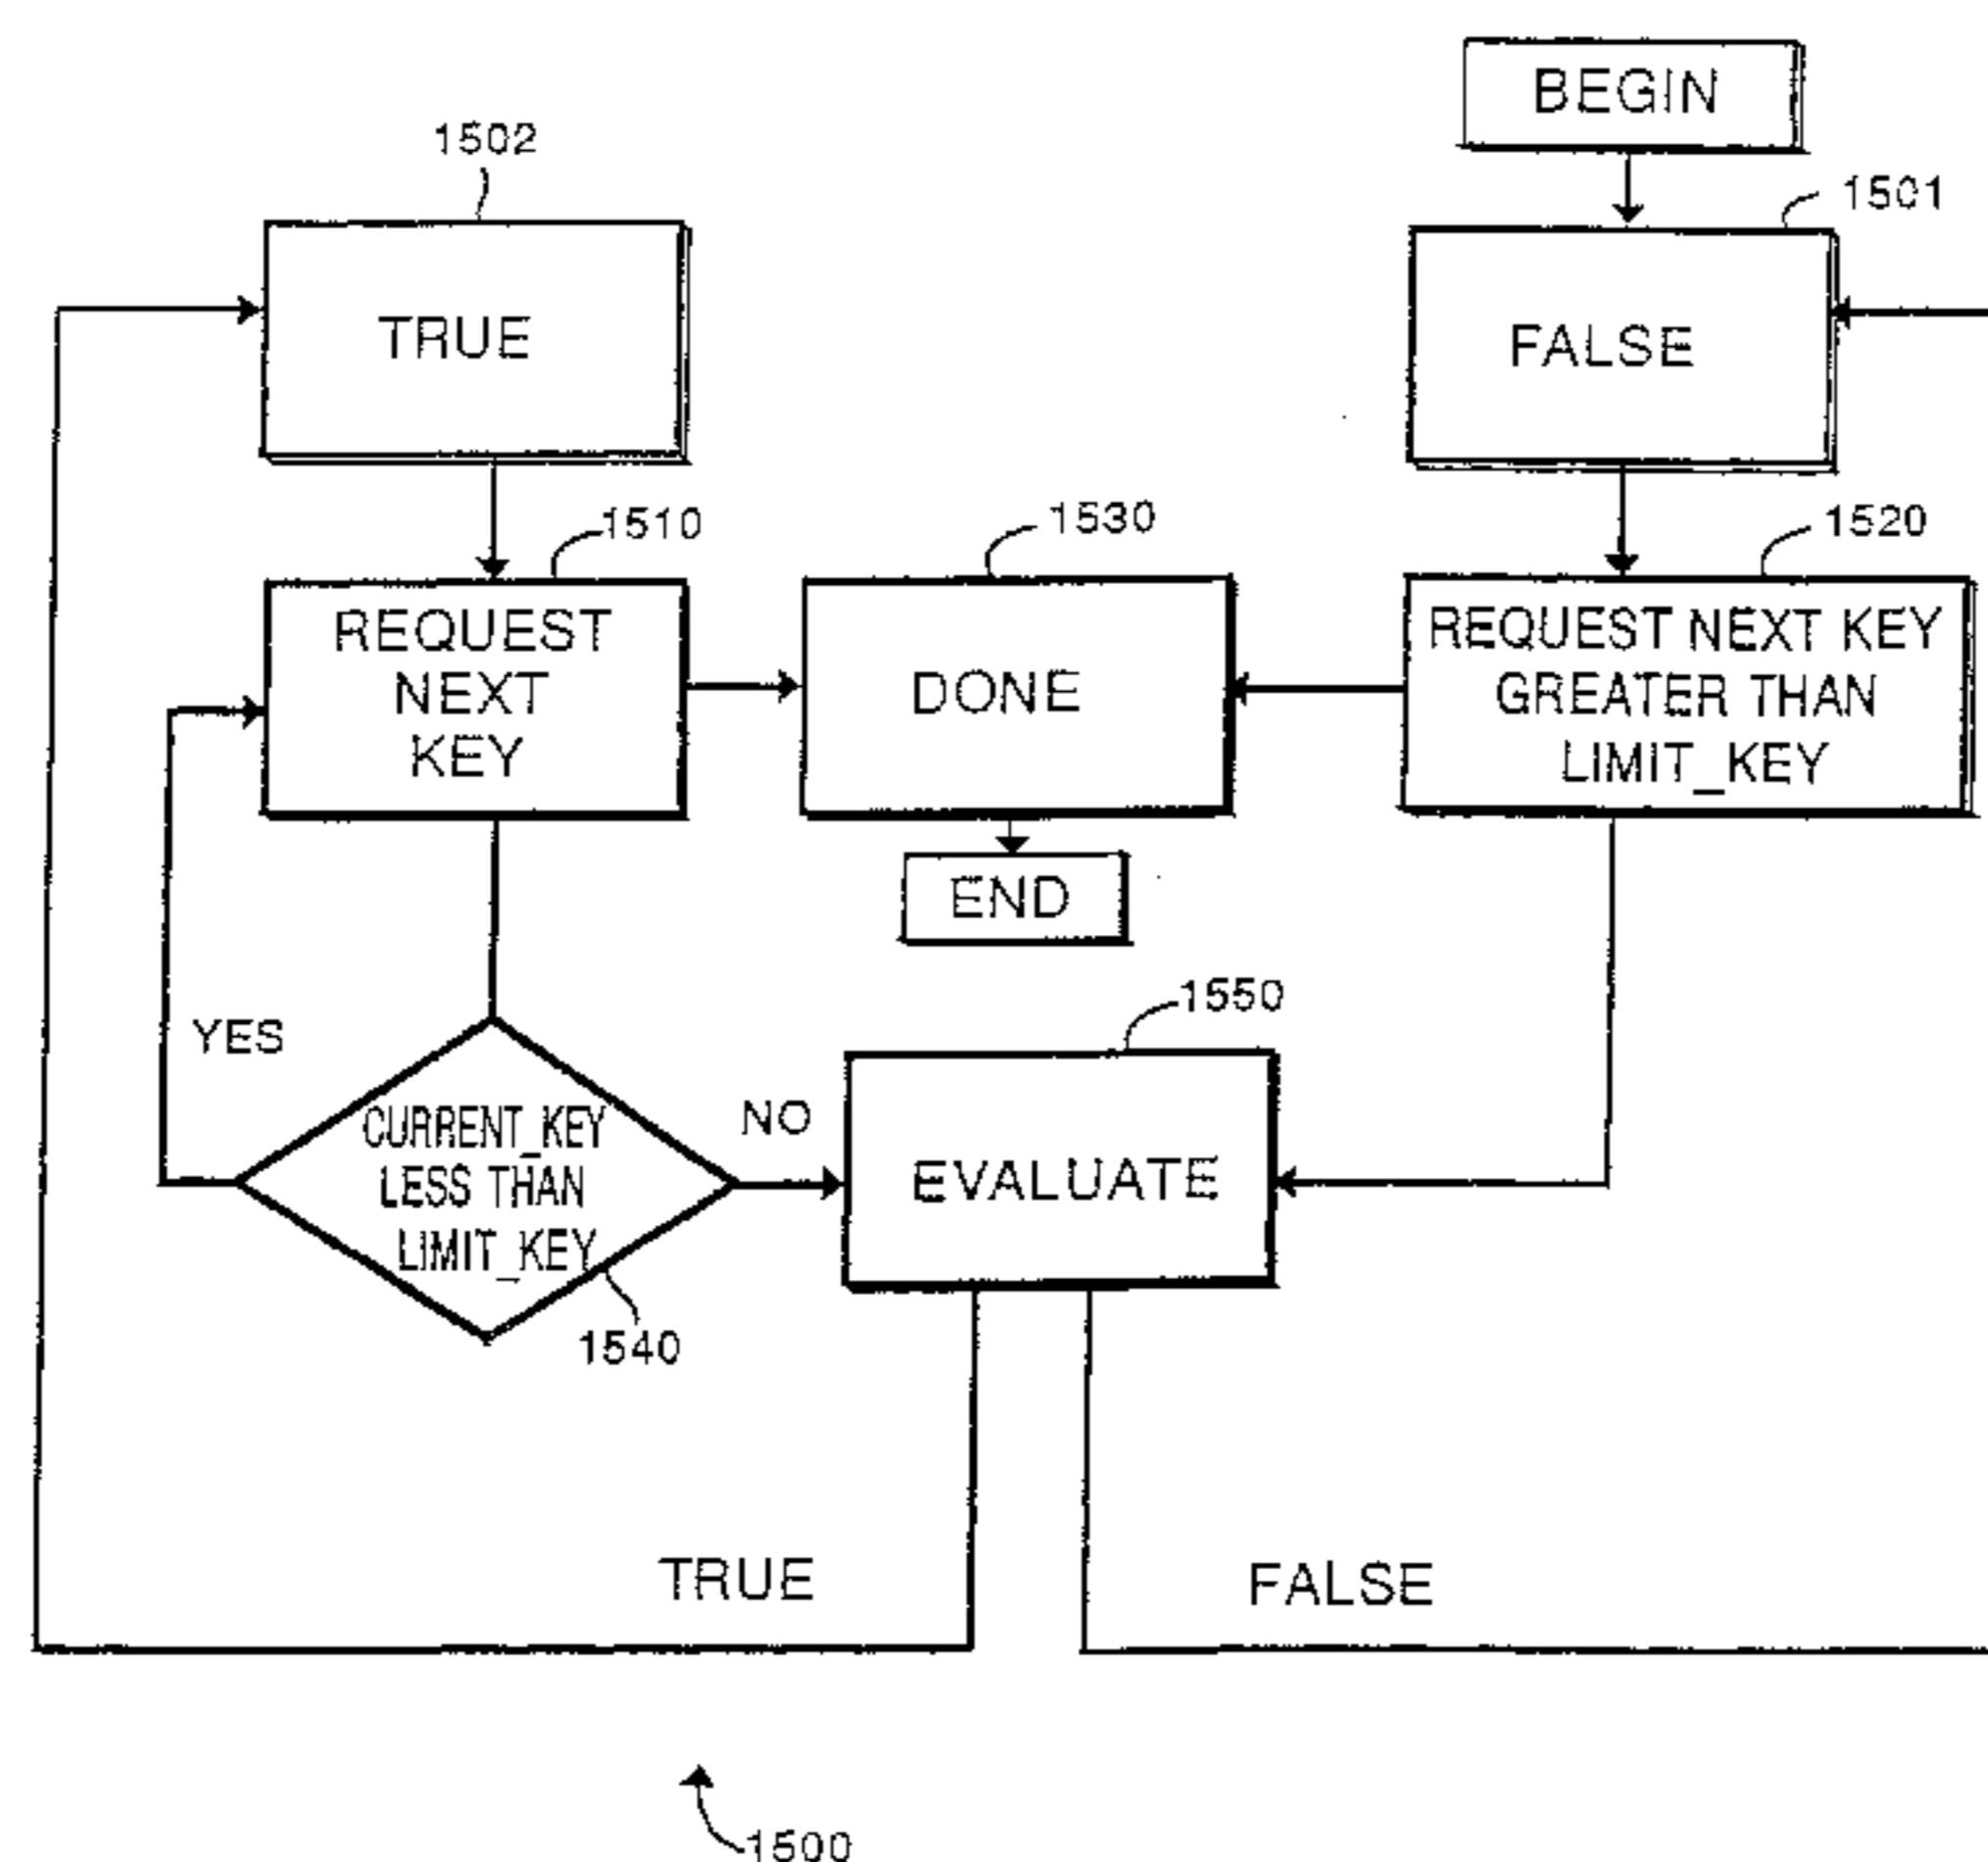 BEGIN
1502
1501
TRUE
FALSE
1510
1530
1520
REQUEST
NEXT
KEY
DONE
REQUEST NEXT KEY
GREATER THAN
LIMIT_KEY
END
1550
YES
NO
CURRENT_KEY
LESS THAN
LIMIT_KEY
EVALUATE
1540
TRUE
FALSE
1500